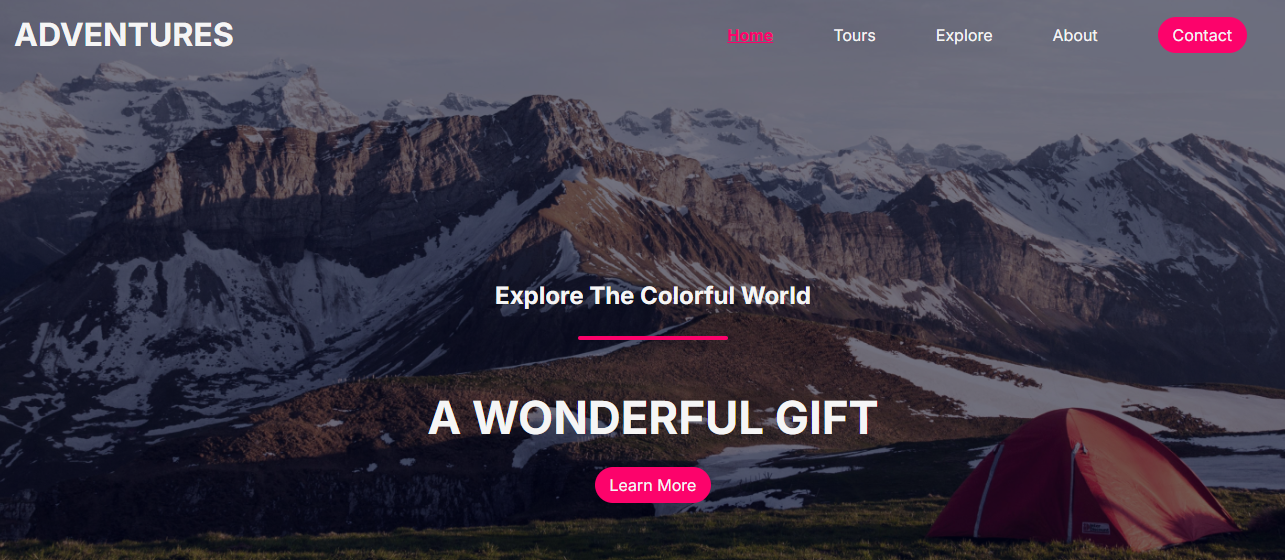 ADVENTURES
Home Tours Explore About Contact
Explore The Colorful World
A WONDERFUL GIFT
Learn More